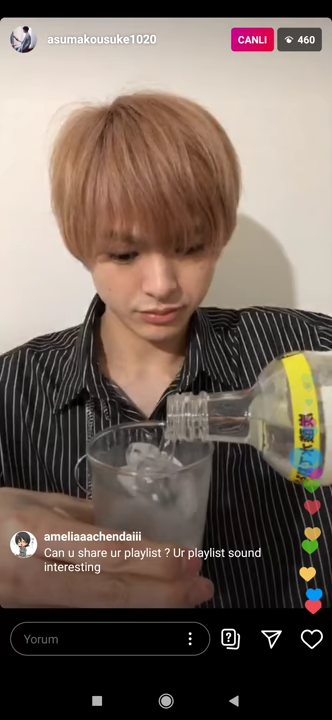 asumakousuke1020
CANLI
460
ameliaaachendaiii
Can u share ur playlist ? Ur playlist sound
interesting
Yorum